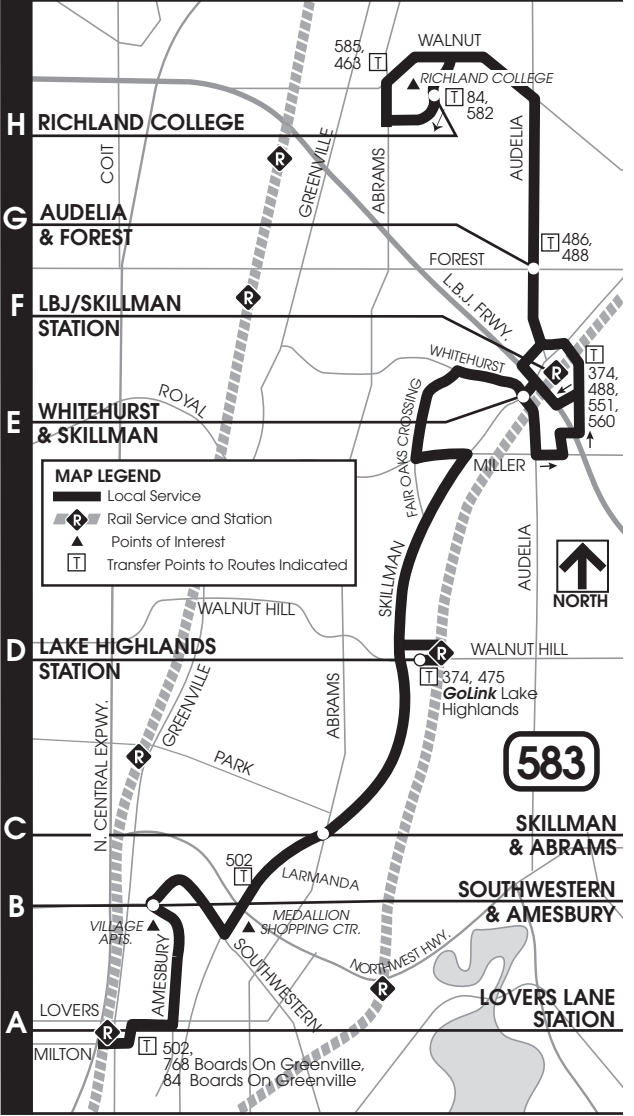 WALNUT
585,
463
T
RICHLAND COLLEGE
T
84,
582
H
RICHLAND COLLEGE
COIT
R
GREENVILLE
ABRAMS
AUDELIA
G
AUDELIA
& FOREST
T
486,
488
FOREST
L.B.J. FRWY.
F
LBJ/SKILLMAN
STATION
R
WHITEHURST
R
T
374,
488,
551,
560
ROYAL
FAIR OAKS CROSSING
E
WHITEHURST
& SKILLMAN
MILLER
MAP LEGEND
Local Service
R
Rail Service and Station
Points of Interest
T
Transfer Points to Routes Indicated
SKILLMAN
AUDELIA
NORTH
WALNUT HILL
D
LAKE HIGHLANDS
STATION
R
WALNUT HILL
T
374, 475
GoLink Lake
Highlands
N. CENTRAL EXPWY.
GREENVILLE
ABRAMS
R
PARK
583
C
SKILLMAN
& ABRAMS
502
T
LARMANDA
B
SOUTHWESTERN
& AMESBURY
VILLAGE
APTS.
MEDALLION
SHOPPING CTR.
AMESBURY
SOUTHWESTERN
NORTHWEST HWY.
R
LOVERS
A
LOVERS LANE
STATION
R
MILTON
T
502,
768 Boards On Greenville,
84 Boards On Greenville